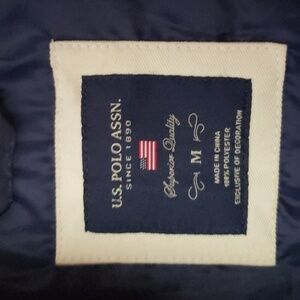 U.S. POLO ASSN.
SINCE 1890
Superior Quality
M
MADE IN CHINA
100% POLYESTER
EXCLUSIVE OF DECORATION